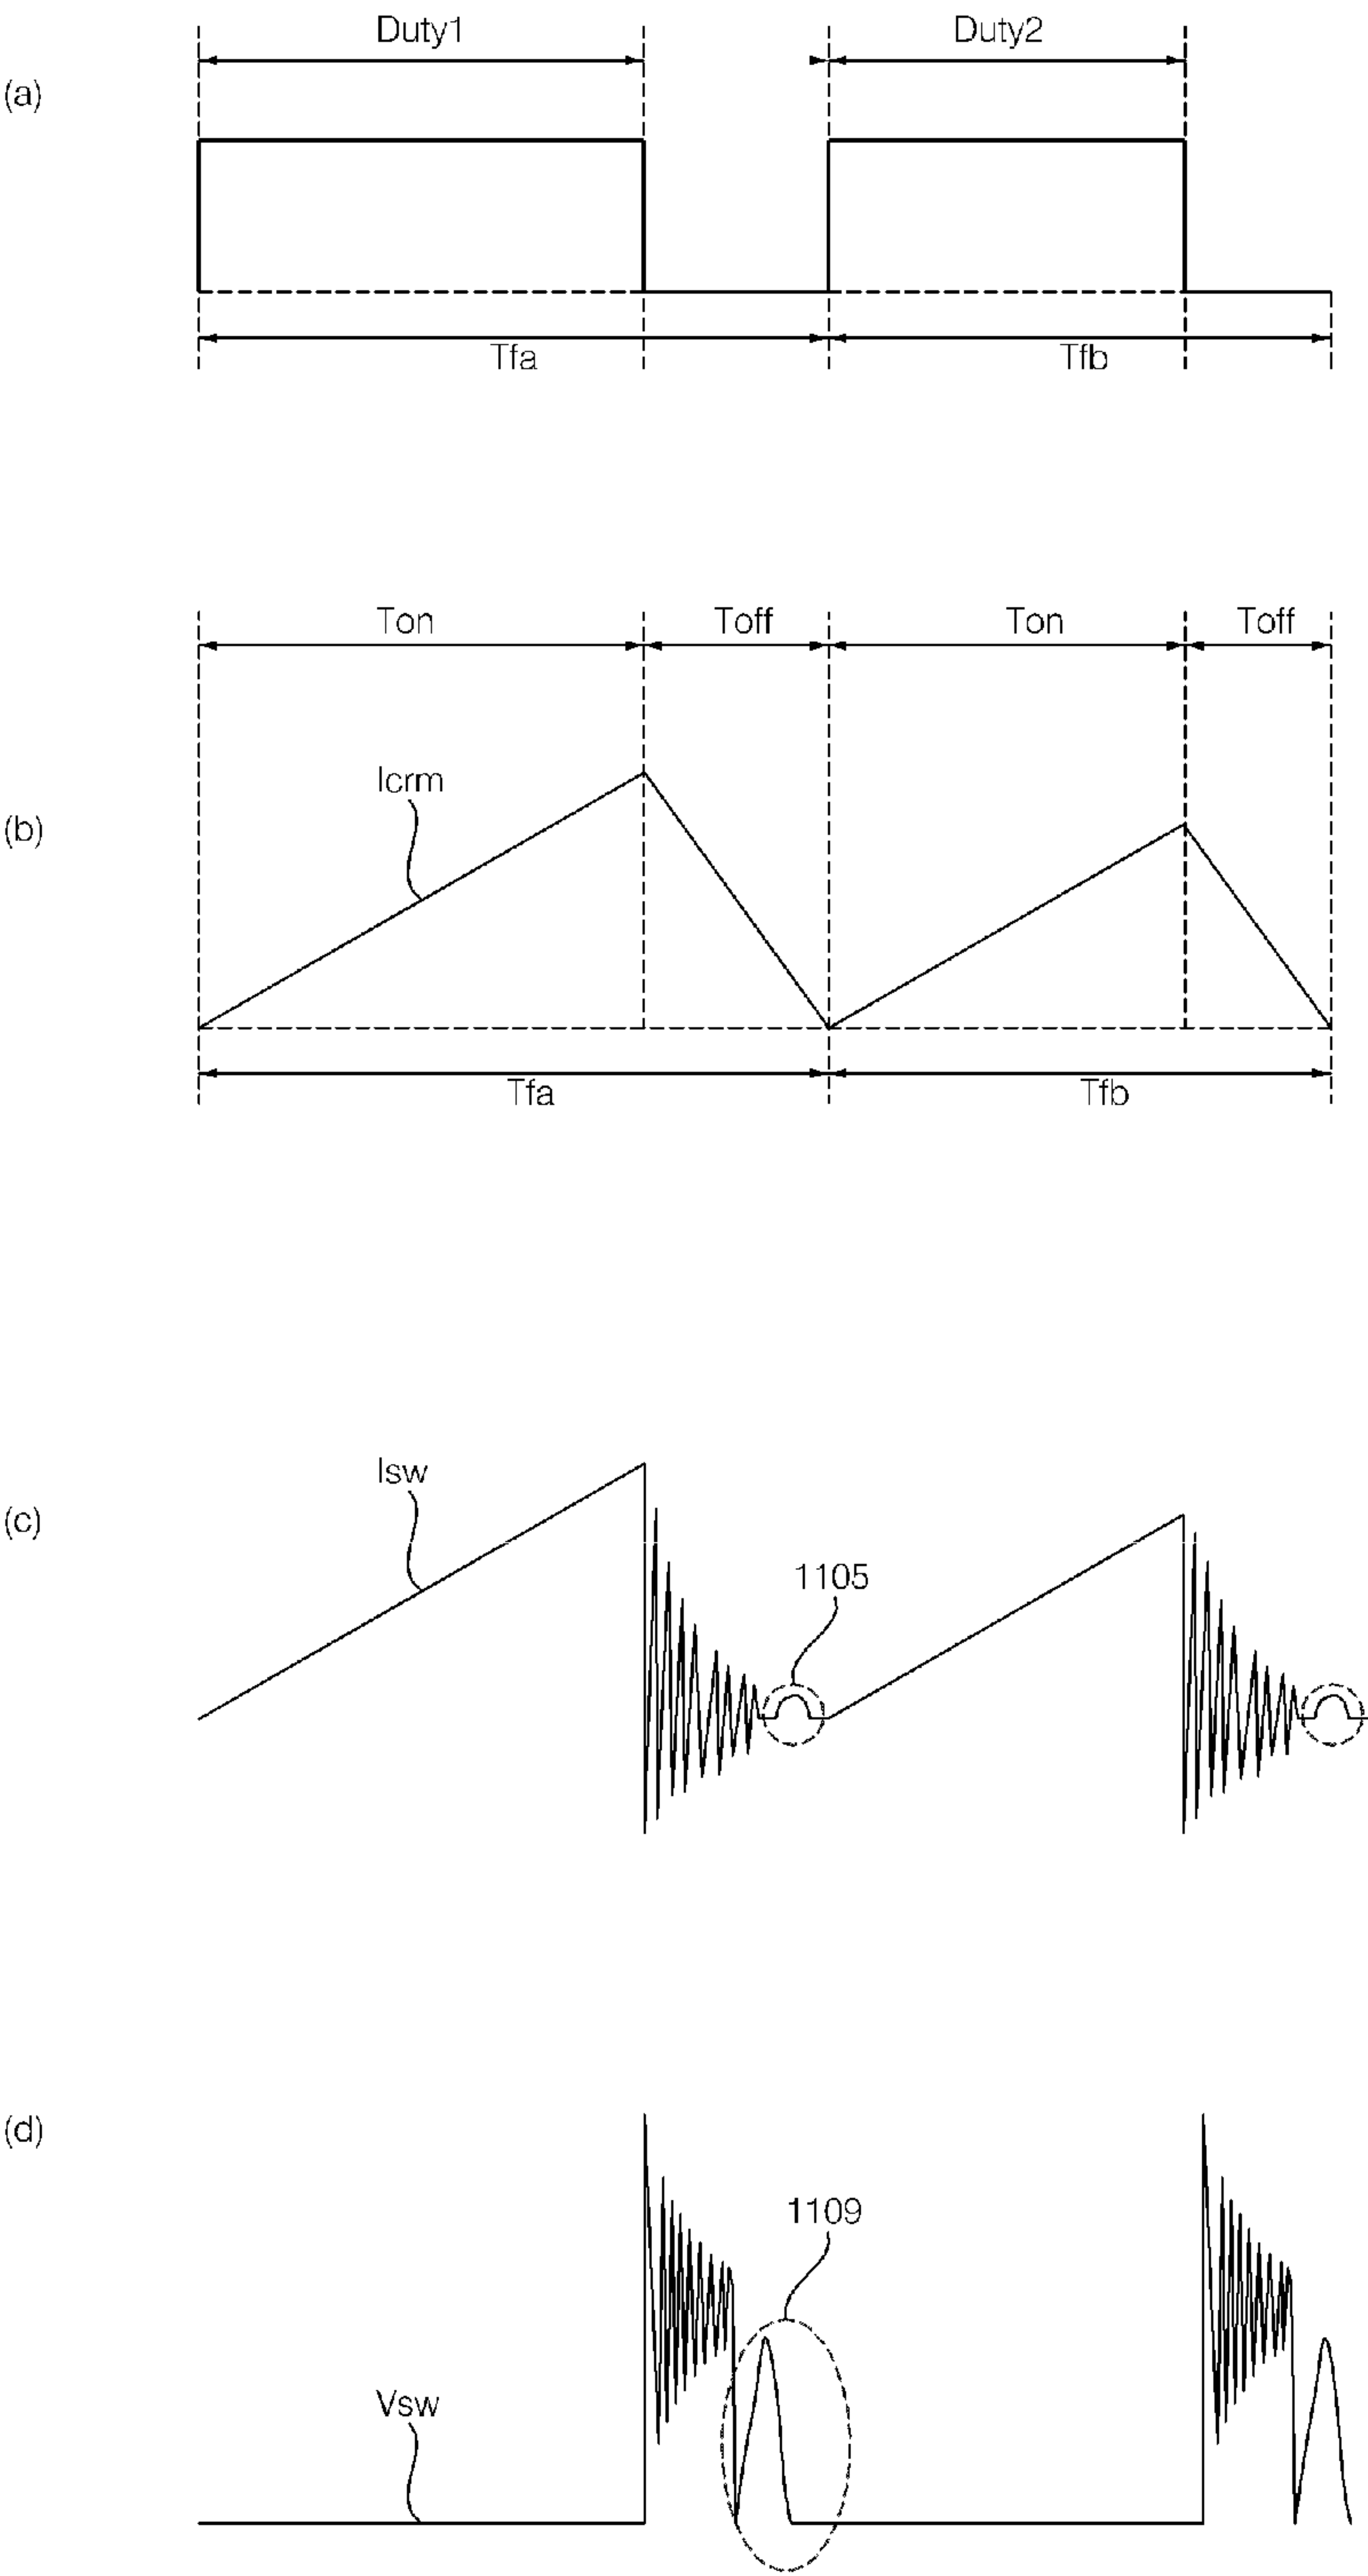 Duty1 Duty2
(a)
Tfa Tfb
Ton Toff Ton Toff
Icrm
(b)
Tfa Tfb
Isw
(c)
1105
(d)
1109
Vsw